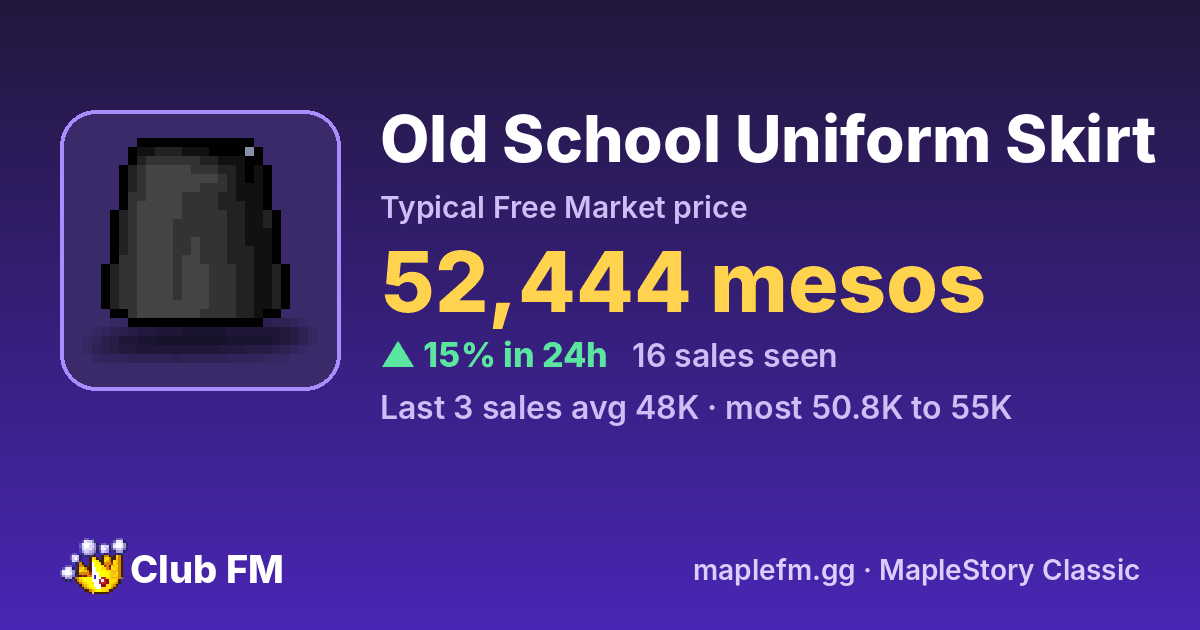 Old School Uniform Skirt
Typical Free Market price
52,444 mesos
▲ 15% in 24h 16 sales seen
Last 3 sales avg 48K · most 50.8K to 55K
Club FM
maplefm.gg · MapleStory Classic